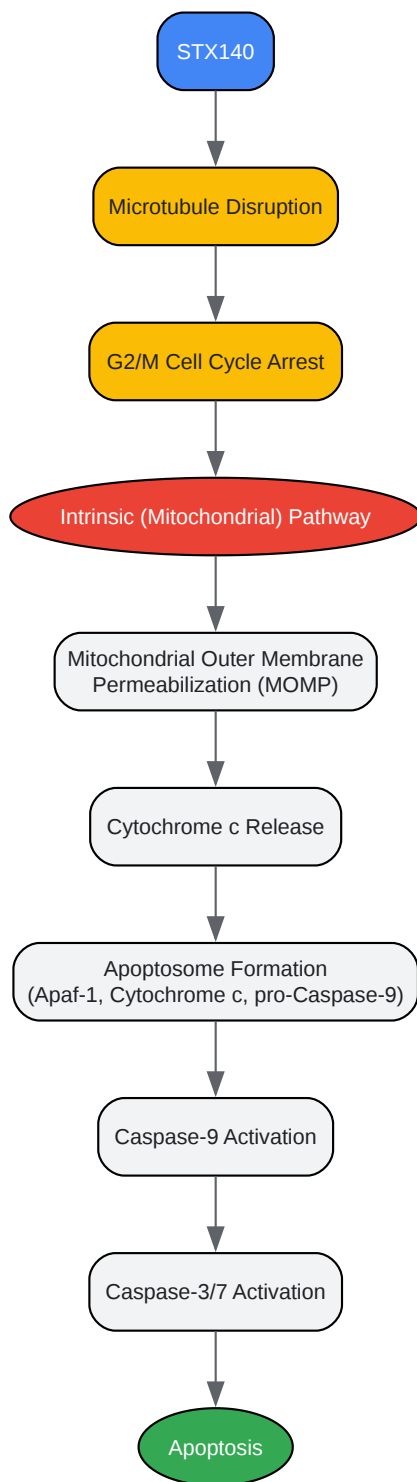 STX140
Microtubule Disruption
G2/M Cell Cycle Arrest
Intrinsic (Mitochondrial) Pathway
Mitochondrial Outer Membrane
Permeabilization (MOMP)
Cytochrome c Release
Apoptosome Formation
(Apaf-1, Cytochrome c, pro-Caspase-9)
Caspase-9 Activation
Caspase-3/7 Activation
Apoptosis